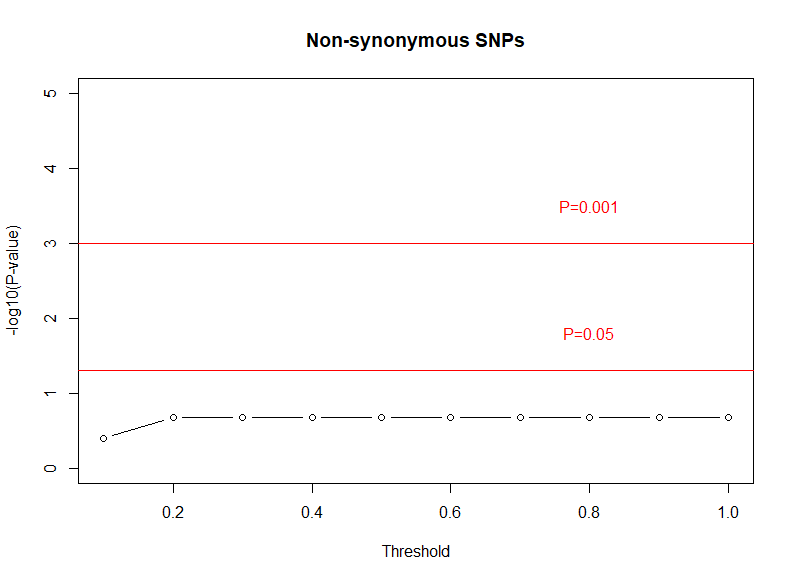 Non-synonymous SNPs
5
4
3
2
1
0
-log10(P-value)
P=0.001
P=0.05
0.2 0.4 0.6 0.8 1.0
Threshold